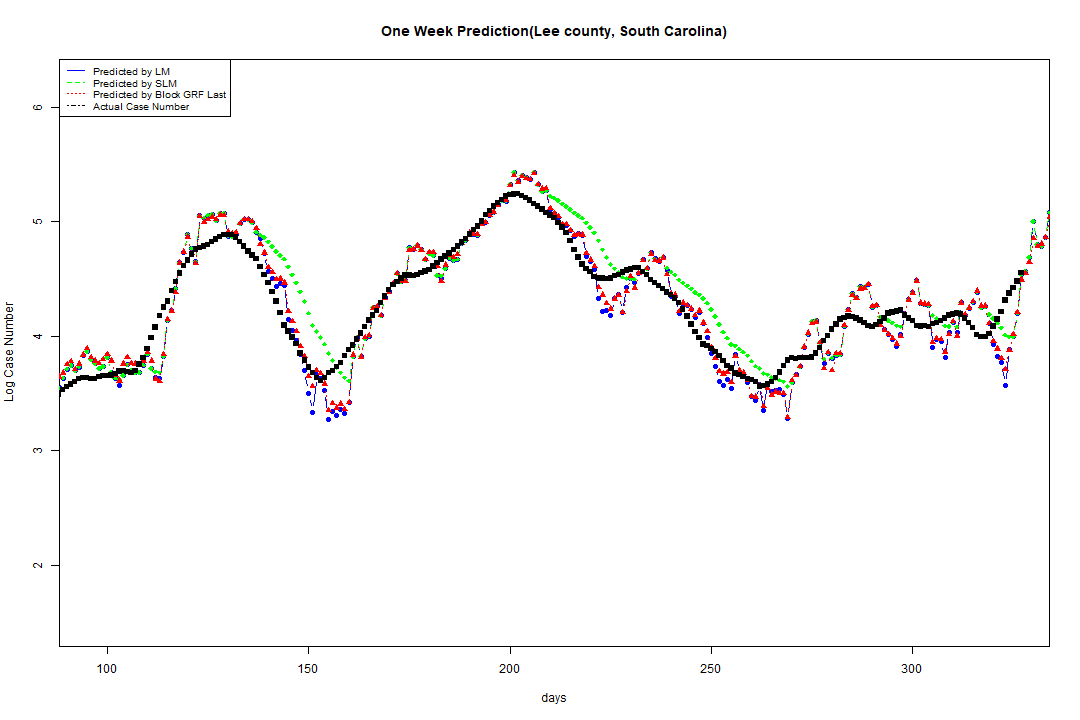 One Week Prediction(Lee county, South Carolina)
Predicted by LM
Predicted by SLM
Predicted by Block GRF Last
Actual Case Number
6
5
4
3
2
Log Case Number
100 150 200 250 300
days